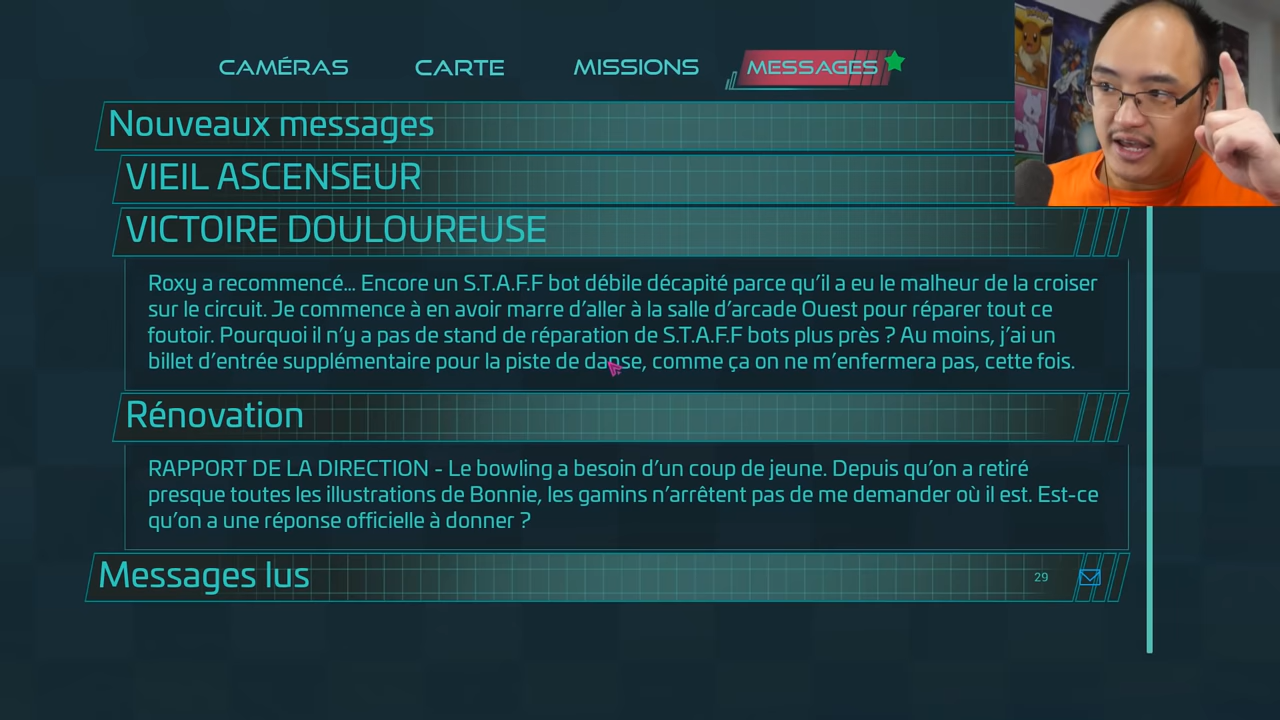 CAMÉRAS CARTE MISSIONS MESSAGES
Nouveaux messages
VIEIL ASCENSEUR
VICTOIRE DOULOUREUSE
Roxy a recommencé... Encore un S.T.A.F.F bot débile décapité parce qu'il a eu le malheur de la croiser
sur le circuit. Je commence à en avoir marre d'aller à la salle d'arcade Ouest pour réparer tout ce
foutoir. Pourquoi il n'y a pas de stand de réparation de S.T.A.F.F bots plus près ? Au moins, j'ai un
billet d'entrée supplémentaire pour la piste de danse, comme ça on ne m'enfermera pas, cette fois.
Rénovation
RAPPORT DE LA DIRECTION - Le bowling a besoin d'un coup de jeune. Depuis qu'on a retiré
presque toutes les illustrations de Bonnie, les gamins n'arrêtent pas de me demander où il est. Est-ce
qu'on a une réponse officielle à donner ?
Messages lus 29